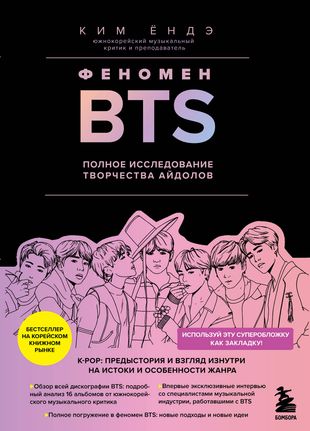 КИМ ЁНДЭ
южнокорейский музыкальный
критик и преподаватель
ФЕНОМЕН
BTS
ПОЛНОЕ ИССЛЕДОВАНИЕ
ТВОРЧЕСТВА АЙДОЛОВ
БЕСТСЕЛЛЕР
НА КОРЕЙСКОМ
КНИЖНОМ
РЫНКЕ
ИСПОЛЬЗУЙ ЭТУ СУПЕРОБЛОЖКУ
КАК ЗАКЛАДКУ!
K-POP: ПРЕДЫСТОРИЯ И ВЗГЛЯД ИЗНУТРИ
НА ИСТОКИ И ОСОБЕННОСТИ ЖАНРА
Обзор всей дискографии BTS: подроб-
ный анализ 16 альбомов от южнокорей-
ского музыкального критика
Впервые эксклюзивные интервью
со специалистами музыкальной
индустрии, работавшими с BTS
Полное погружение в феномен BTS: новые подходы и новые идеи
БОМБОРА